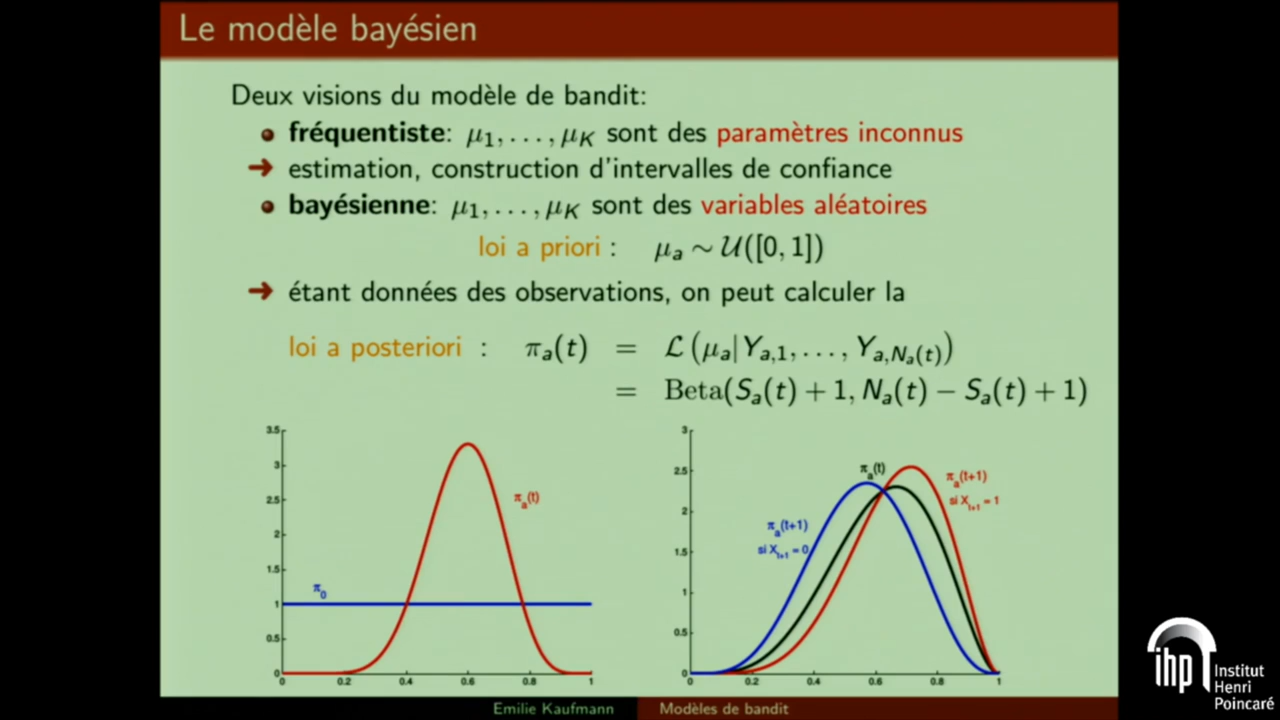 Le modèle bayésien
Deux visions du modèle de bandit:
fréquentiste: μ1, . . . , μK sont des paramètres inconnus
➜ estimation, construction d'intervalles de confiance
bayésienne: μ1, . . . , μK sont des variables aléatoires
loi a priori : μa ∼ U([0, 1])
➜ étant données des observations, on peut calculer la
loi a posteriori : πa(t) = L (μa|Ya,1, . . . , Ya,Na(t))
= Beta(Sa(t) + 1, Na(t) − Sa(t) + 1)
3.5
3
2.5
2
1.5
1
0.5
0
0 0.2 0.4 0.6 0.8 1
π0
πa(t)
3
2.5
2
1.5
1
0.5
0
0 0.2 0.4 0.6 0.8 1
πa(t)
πa(t+1)
si Xt+1 = 1
πa(t+1)
si Xt+1 = 0
Emilie Kaufmann Modèles de bandit
ihp
Institut
Henri
Poincaré